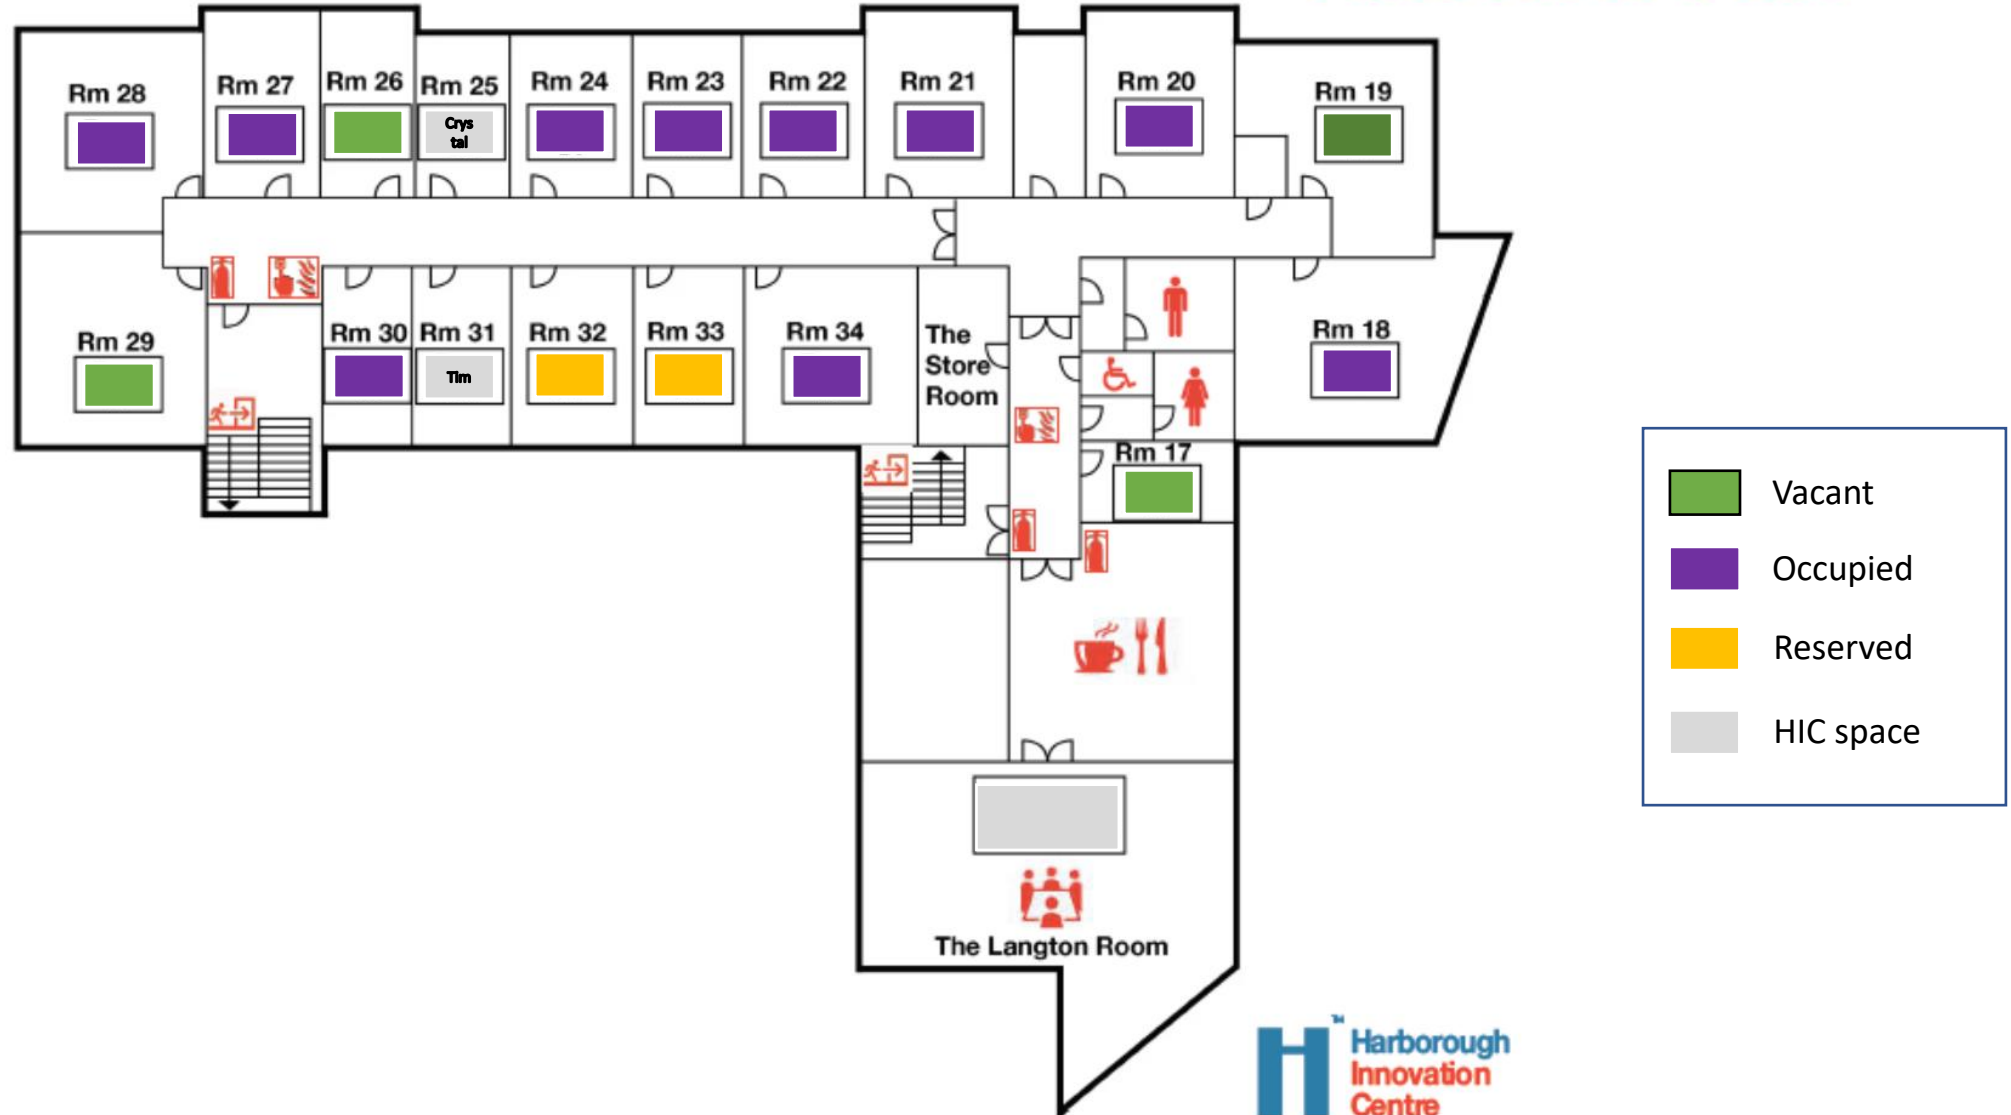 Rm 28
Rm 27
Rm 26
Rm 25
Rm 24
Rm 23
Rm 22
Rm 21
Rm 20
Rm 19
Crys
tal
Rm 29
Rm 30
Rm 31
Rm 32
Rm 33
Rm 34
The
Store
Room
Rm 18
Tim
Rm 17
Vacant
Occupied
Reserved
HIC space
The Langton Room
H™
Harborough
Innovation
Centre